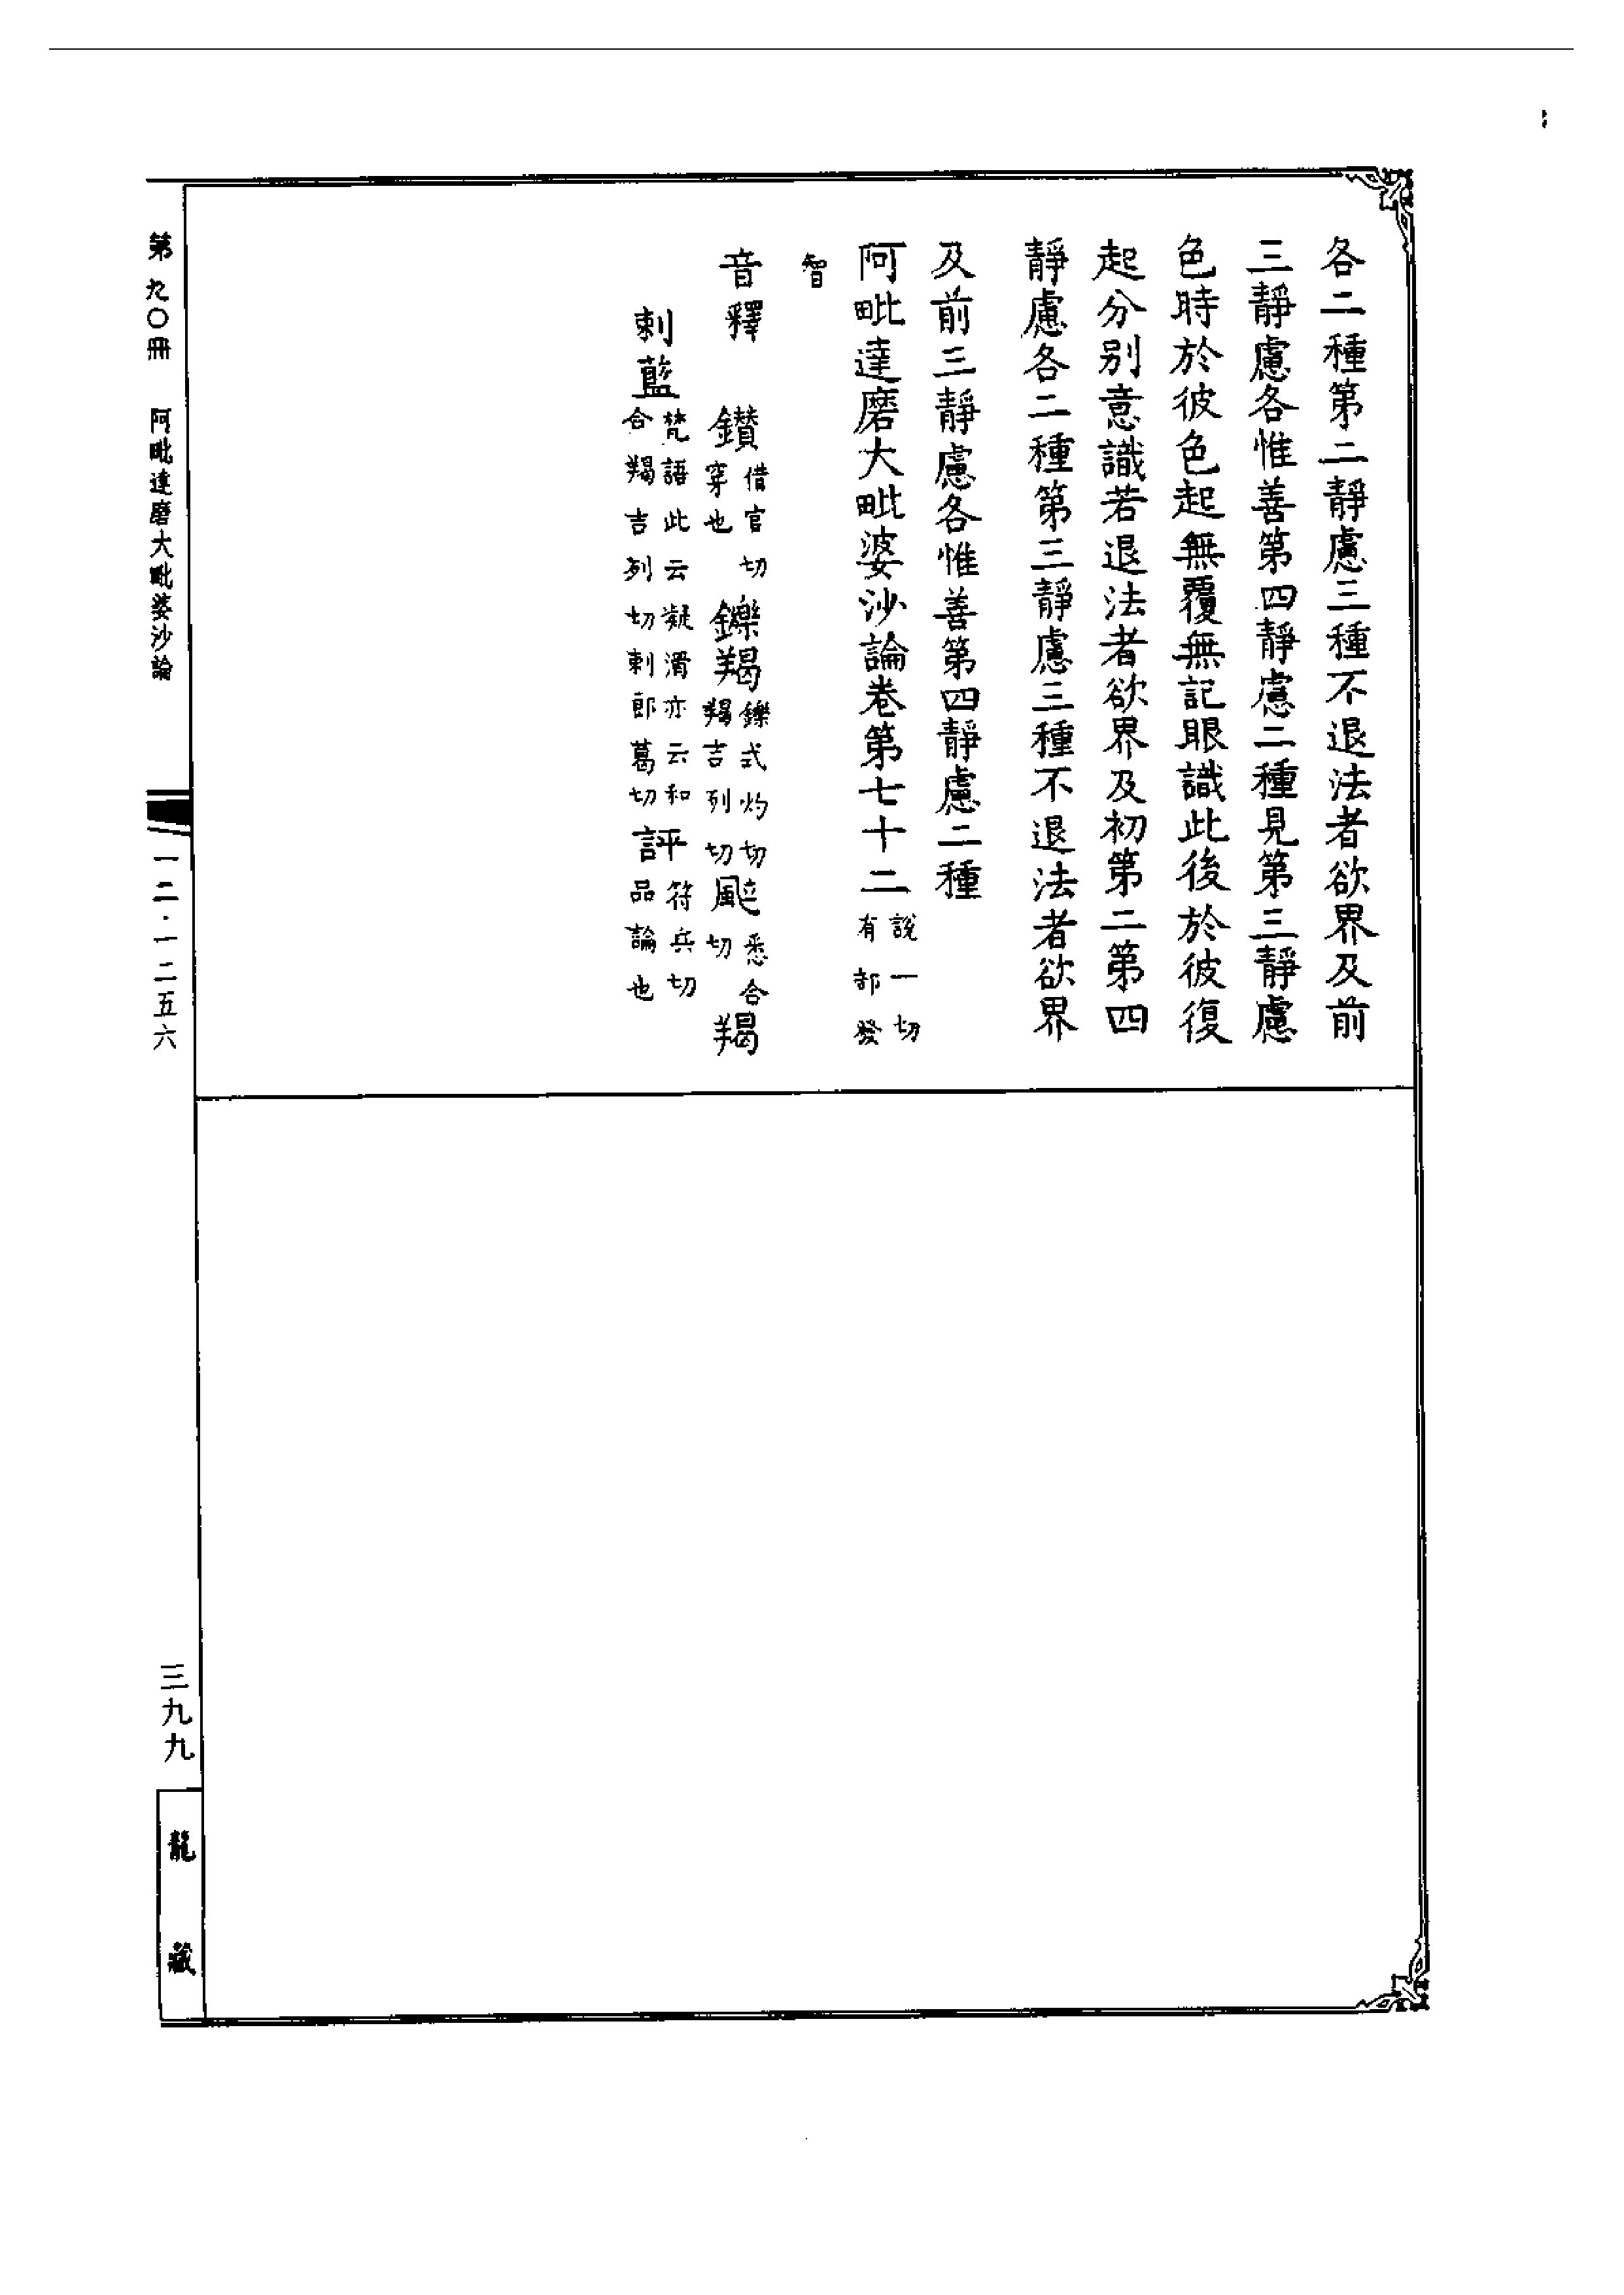 各二種第二靜慮三種不退法者欲界及前
三靜慮各惟善第四靜慮二種見第三靜慮
色時於彼色起無覆無記眼識此後於彼復
起分別意識若退法者欲界及初第二第四
靜慮各二種第三靜慮三種不退法者欲界
及前三靜慮各惟善第四靜慮二種
阿毗達磨大毗婆沙論卷第七十二說一切有部發
智
音釋
鑽借官切穿也鑠羯鑠式灼切羯吉列切颯悉合切羯
剌藍梵語此云凝滑亦云和合羯吉列切剌郎葛切評符兵切品論也
第九〇冊 阿毗達磨大毗婆沙論 一二·一二五六 三九九 龍藏